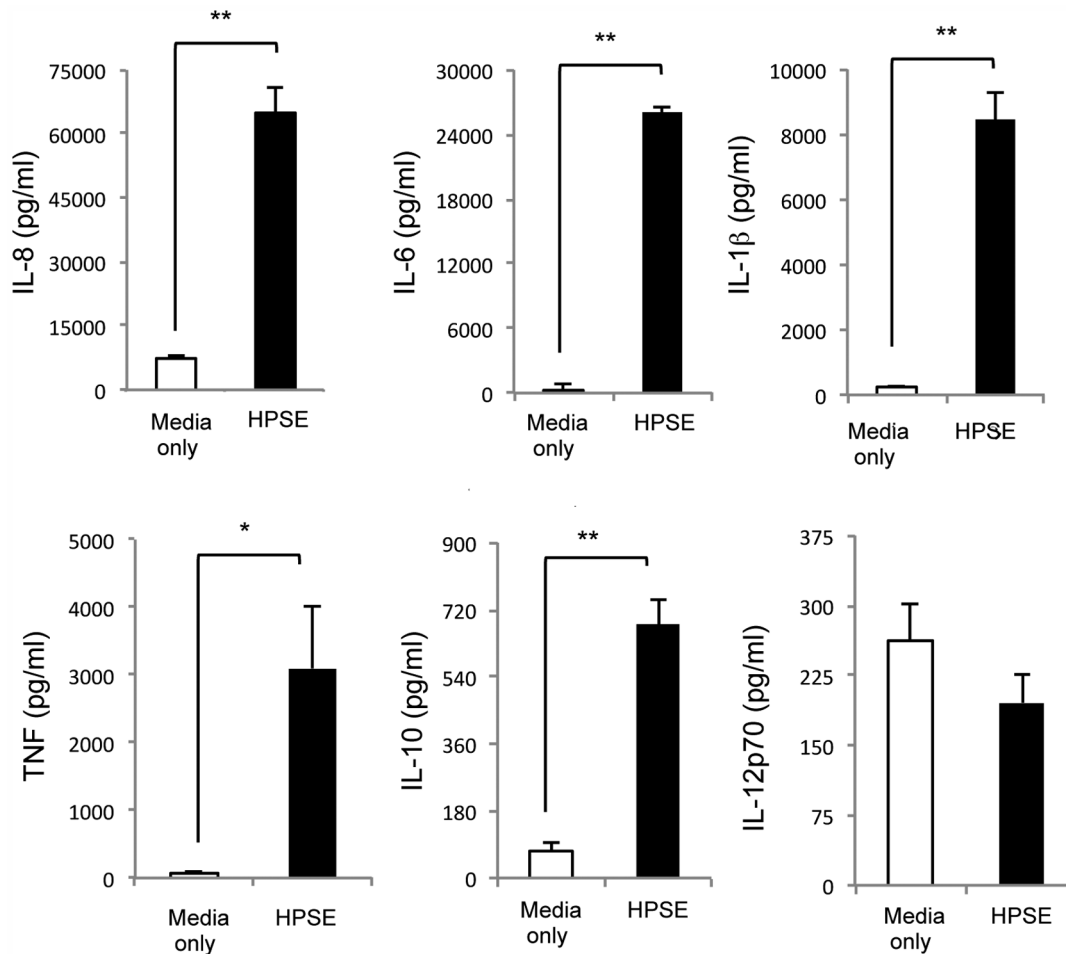 **
IL-8 (pg/ml)
75000
60000
45000
30000
15000
0
Media
only
HPSE
**
IL-6 (pg/ml)
30000
24000
18000
12000
6000
0
Media
only
HPSE
**
IL-1β (pg/ml)
10000
8000
6000
4000
2000
0
Media
only
HPSE
*
TNF (pg/ml)
5000
4000
3000
2000
1000
0
Media
only
HPSE
**
IL-10 (pg/ml)
900
720
540
360
180
0
Media
only
HPSE
IL-12p70 (pg/ml)
375
300
225
150
75
0
Media
only
HPSE